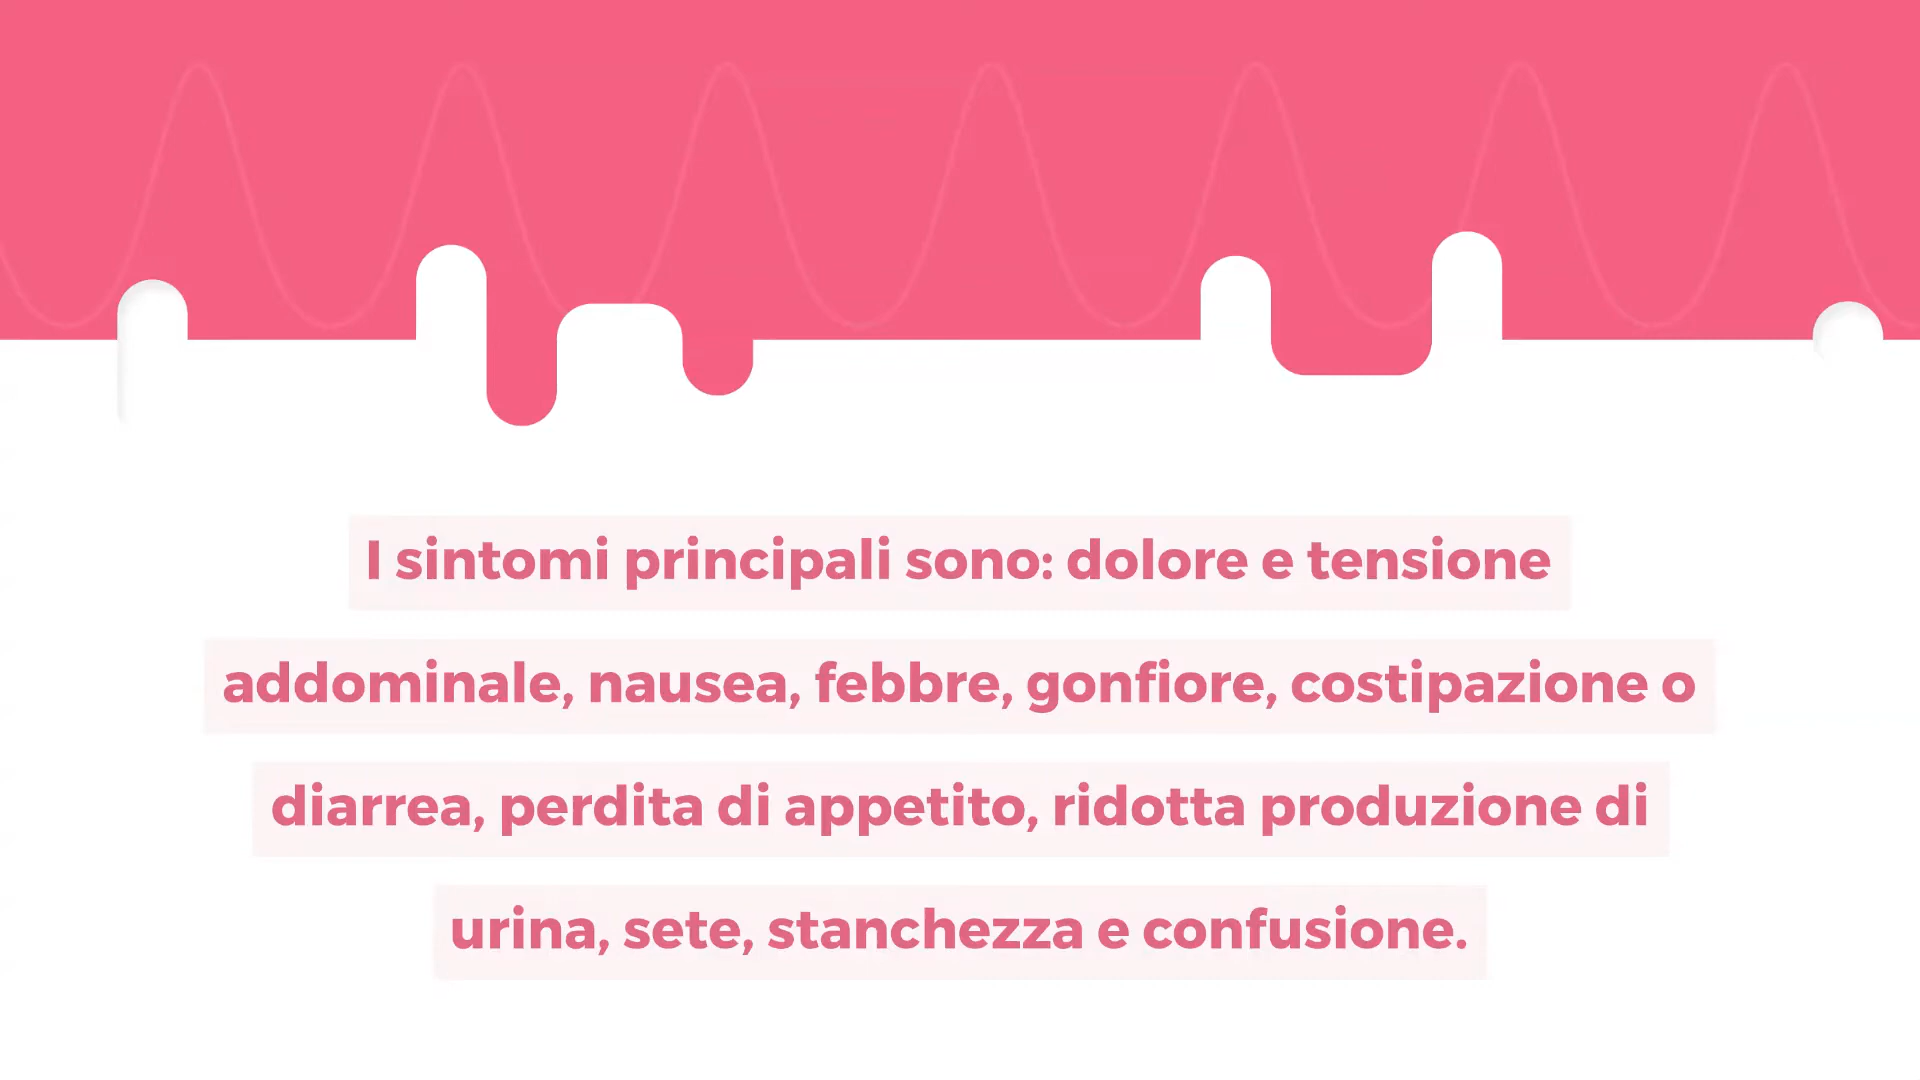 I sintomi principali sono: dolore e tensione
addominale, nausea, febbre, gonfiore, costipazione o
diarrea, perdita di appetito, ridotta produzione di
urina, sete, stanchezza e confusione.